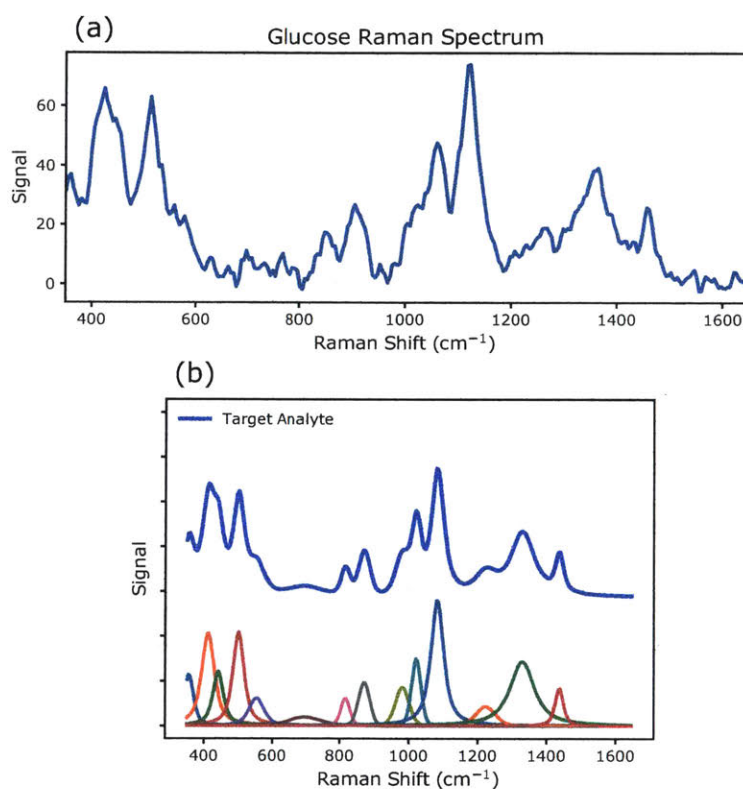 (a)
Glucose Raman Spectrum
Signal
60
40
20
0
400 600 800 1000 1200 1400 1600
Raman Shift (cm⁻¹)
(b)
Target Analyte
Signal
400 600 800 1000 1200 1400 1600
Raman Shift (cm⁻¹)